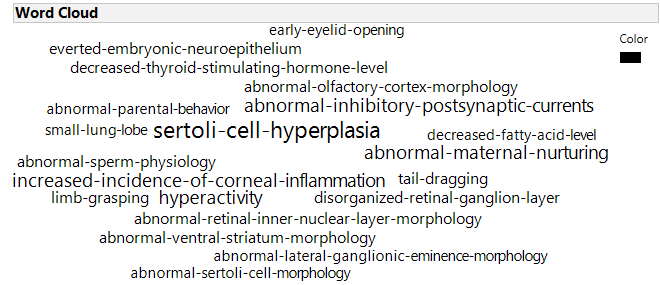 Word Cloud
early-eyelid-opening
Color
everted-embryonic-neuroepithelium
decreased-thyroid-stimulating-hormone-level
abnormal-olfactory-cortex-morphology
abnormal-parental-behavior abnormal-inhibitory-postsynaptic-currents
small-lung-lobe sertoli-cell-hyperplasia decreased-fatty-acid-level
abnormal-maternal-nurturing
abnormal-sperm-physiology
increased-incidence-of-corneal-inflammation tail-dragging
limb-grasping hyperactivity disorganized-retinal-ganglion-layer
abnormal-retinal-inner-nuclear-layer-morphology
abnormal-ventral-striatum-morphology
abnormal-lateral-ganglionic-eminence-morphology
abnormal-sertoli-cell-morphology